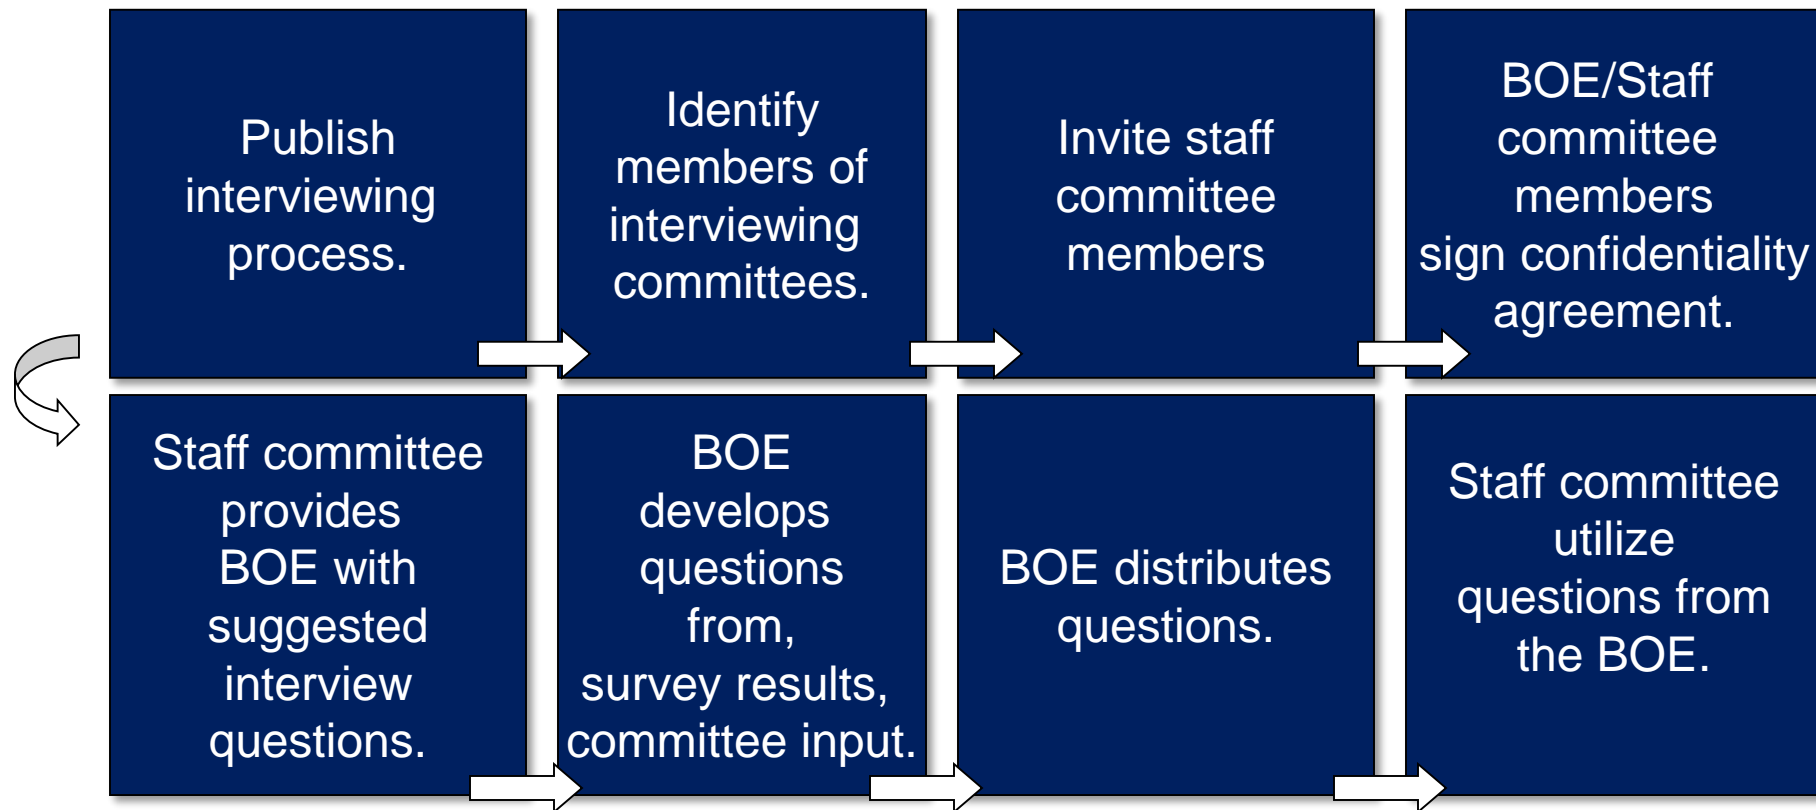 Publish
interviewing
process.
Identify
members of
interviewing
committees.
Invite staff
committee
members
BOE/Staff
committee
members
sign confidentiality
agreement.
Staff committee
provides
BOE with
suggested
interview
questions.
BOE
develops
questions
from,
survey results,
committee input.
BOE distributes
questions.
Staff committee
utilize
questions from
the BOE.